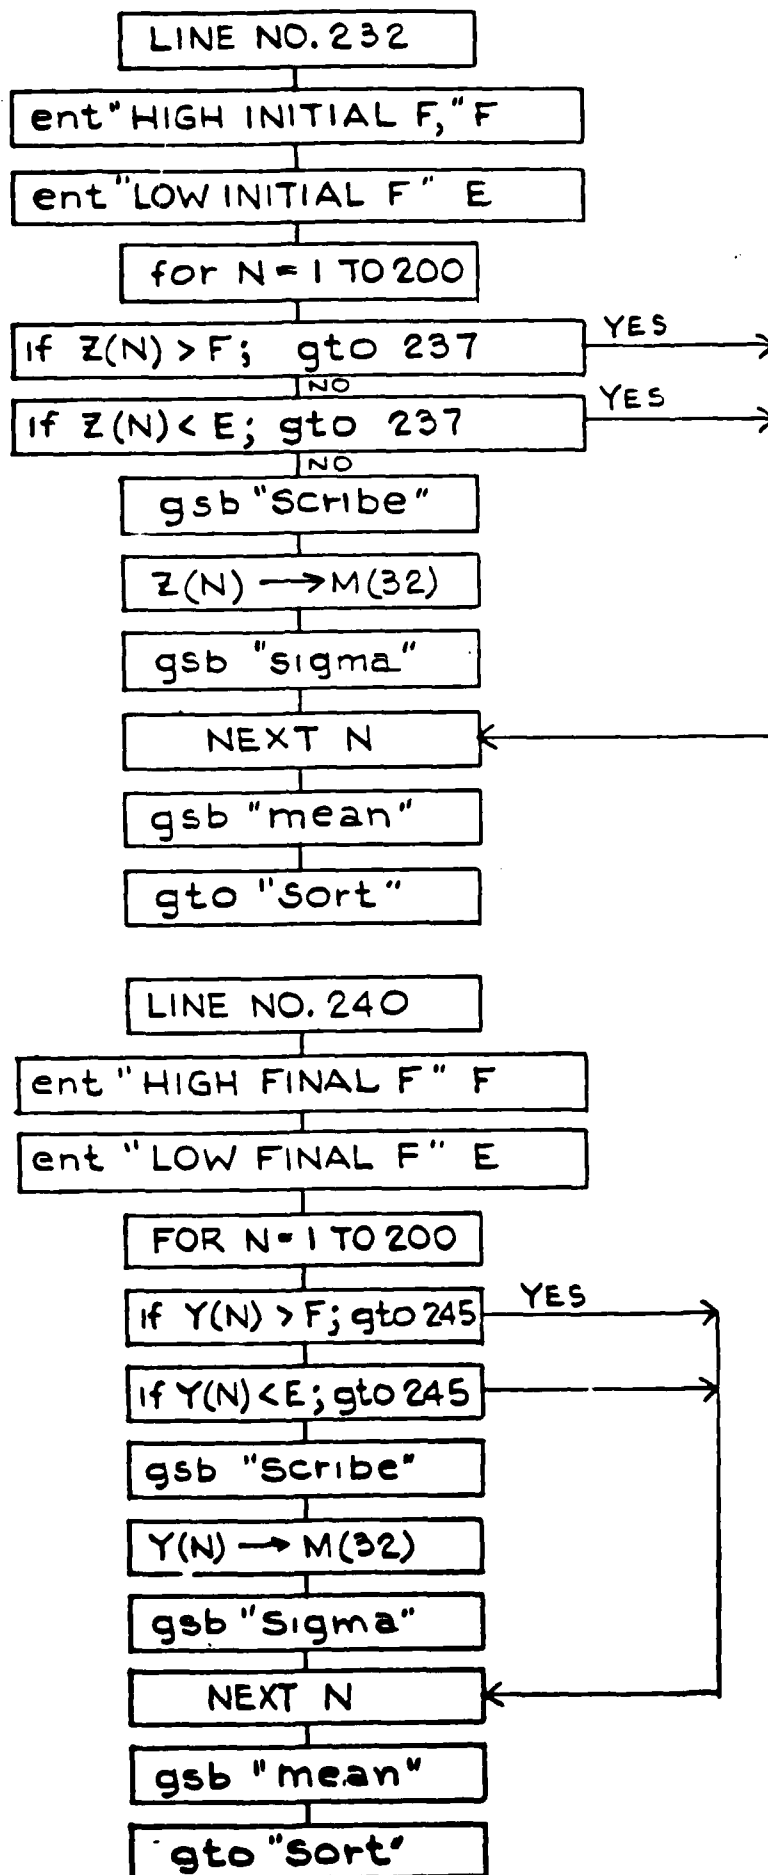 LINE NO. 232
ent "HIGH INITIAL F," F
ent "LOW INITIAL F" E
for N = 1 TO 200
if Z(N) > F; gto 237
YES
NO
if Z(N) < E; gto 237
YES
NO
gsb "Scribe"
Z(N) → M(32)
gsb "sigma"
NEXT N
gsb "mean"
gto "Sort"
LINE NO. 240
ent "HIGH FINAL F" F
ent "LOW FINAL F" E
FOR N = 1 TO 200
if Y(N) > F; gto 245
YES
if Y(N) < E; gto 245
gsb "Scribe"
Y(N) → M(32)
gsb "Sigma"
NEXT N
gsb "mean"
gto "Sort"